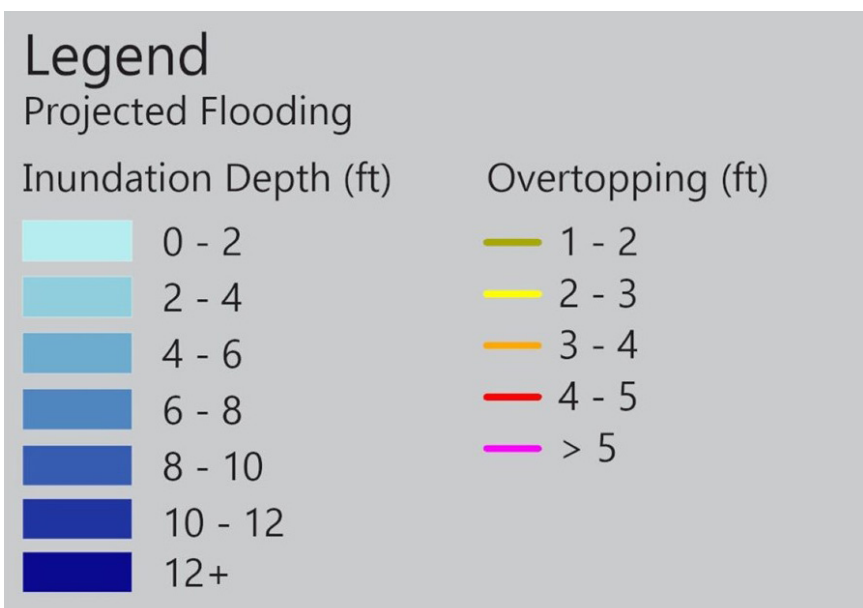 Legend
Projected Flooding
Inundation Depth (ft)
0 - 2
2 - 4
4 - 6
6 - 8
8 - 10
10 - 12
12+
Overtopping (ft)
1 - 2
2 - 3
3 - 4
4 - 5
> 5